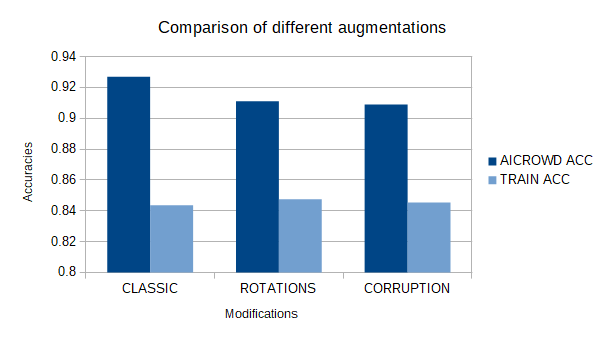 Comparison of different augmentations
0.94
0.92
0.9
0.88
0.86
0.84
0.82
0.8
Accuracies
CLASSIC
ROTATIONS
CORRUPTION
Modifications
AICROWD ACC
TRAIN ACC